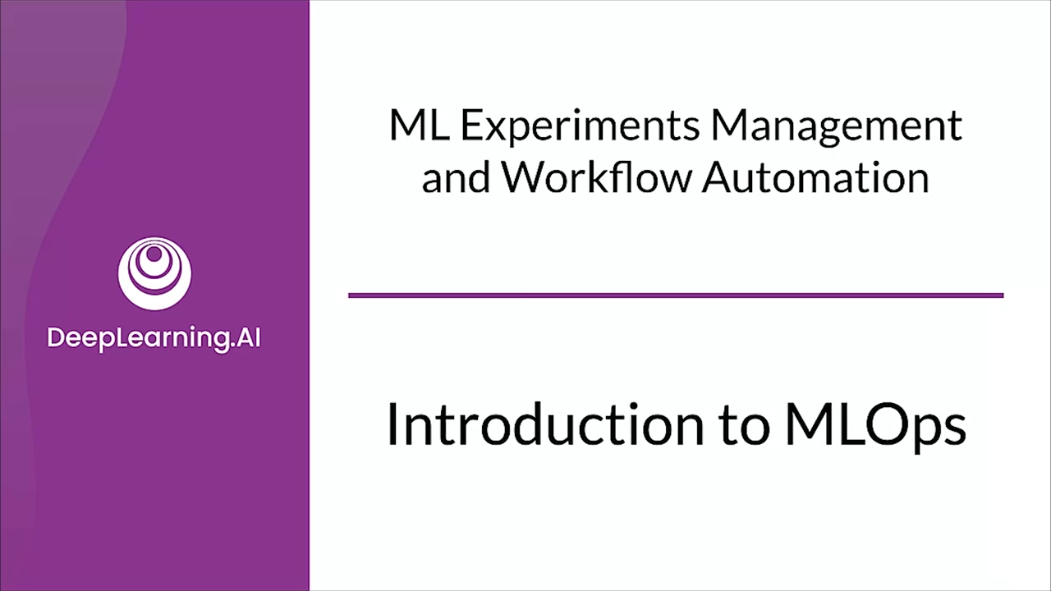 ML Experiments Management
and Workflow Automation
DeepLearning.AI
Introduction to MLOps